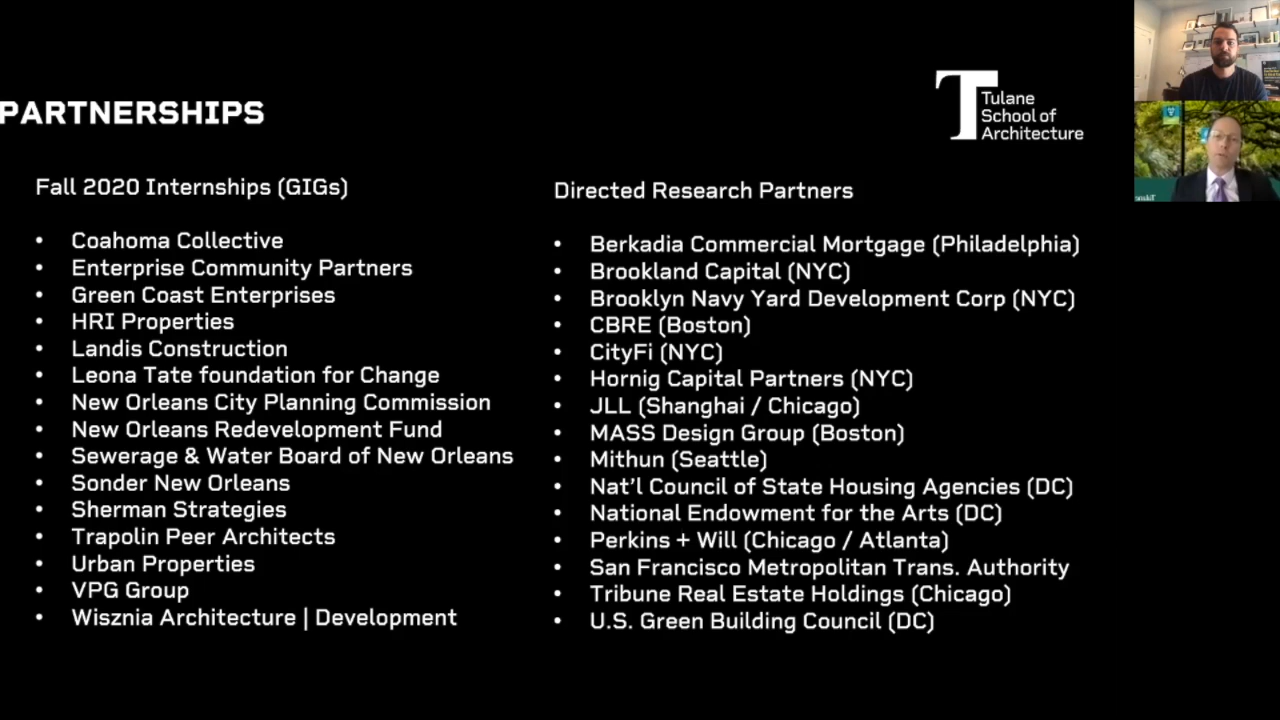 PARTNERSHIPS
Tulane
School of
Architecture
Fall 2020 Internships (GIGs)
• Coahoma Collective
• Enterprise Community Partners
• Green Coast Enterprises
• HRI Properties
• Landis Construction
• Leona Tate foundation for Change
• New Orleans City Planning Commission
• New Orleans Redevelopment Fund
• Sewerage & Water Board of New Orleans
• Sonder New Orleans
• Sherman Strategies
• Trapolin Peer Architects
• Urban Properties
• VPG Group
• Wisznia Architecture | Development
Directed Research Partners
• Berkadia Commercial Mortgage (Philadelphia)
• Brookland Capital (NYC)
• Brooklyn Navy Yard Development Corp (NYC)
• CBRE (Boston)
• CityFi (NYC)
• Hornig Capital Partners (NYC)
• JLL (Shanghai / Chicago)
• MASS Design Group (Boston)
• Mithun (Seattle)
• Nat’l Council of State Housing Agencies (DC)
• National Endowment for the Arts (DC)
• Perkins + Will (Chicago / Atlanta)
• San Francisco Metropolitan Trans. Authority
• Tribune Real Estate Holdings (Chicago)
• U.S. Green Building Council (DC)